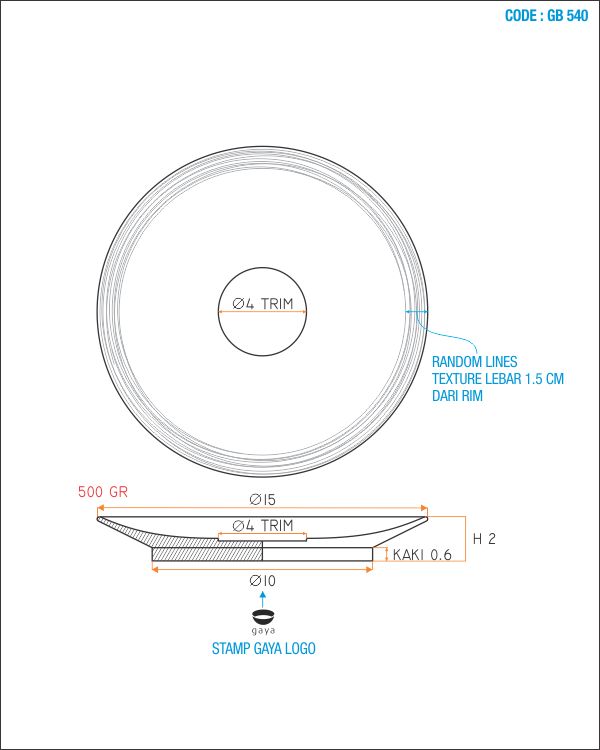 CODE : GB 540
Ø4 TRIM
RANDOM LINES
TEXTURE LEBAR 1.5 CM
DARI RIM
500 GR
Ø15
Ø4 TRIM
H 2
KAKI 0.6
Ø10
gaya
STAMP GAYA LOGO